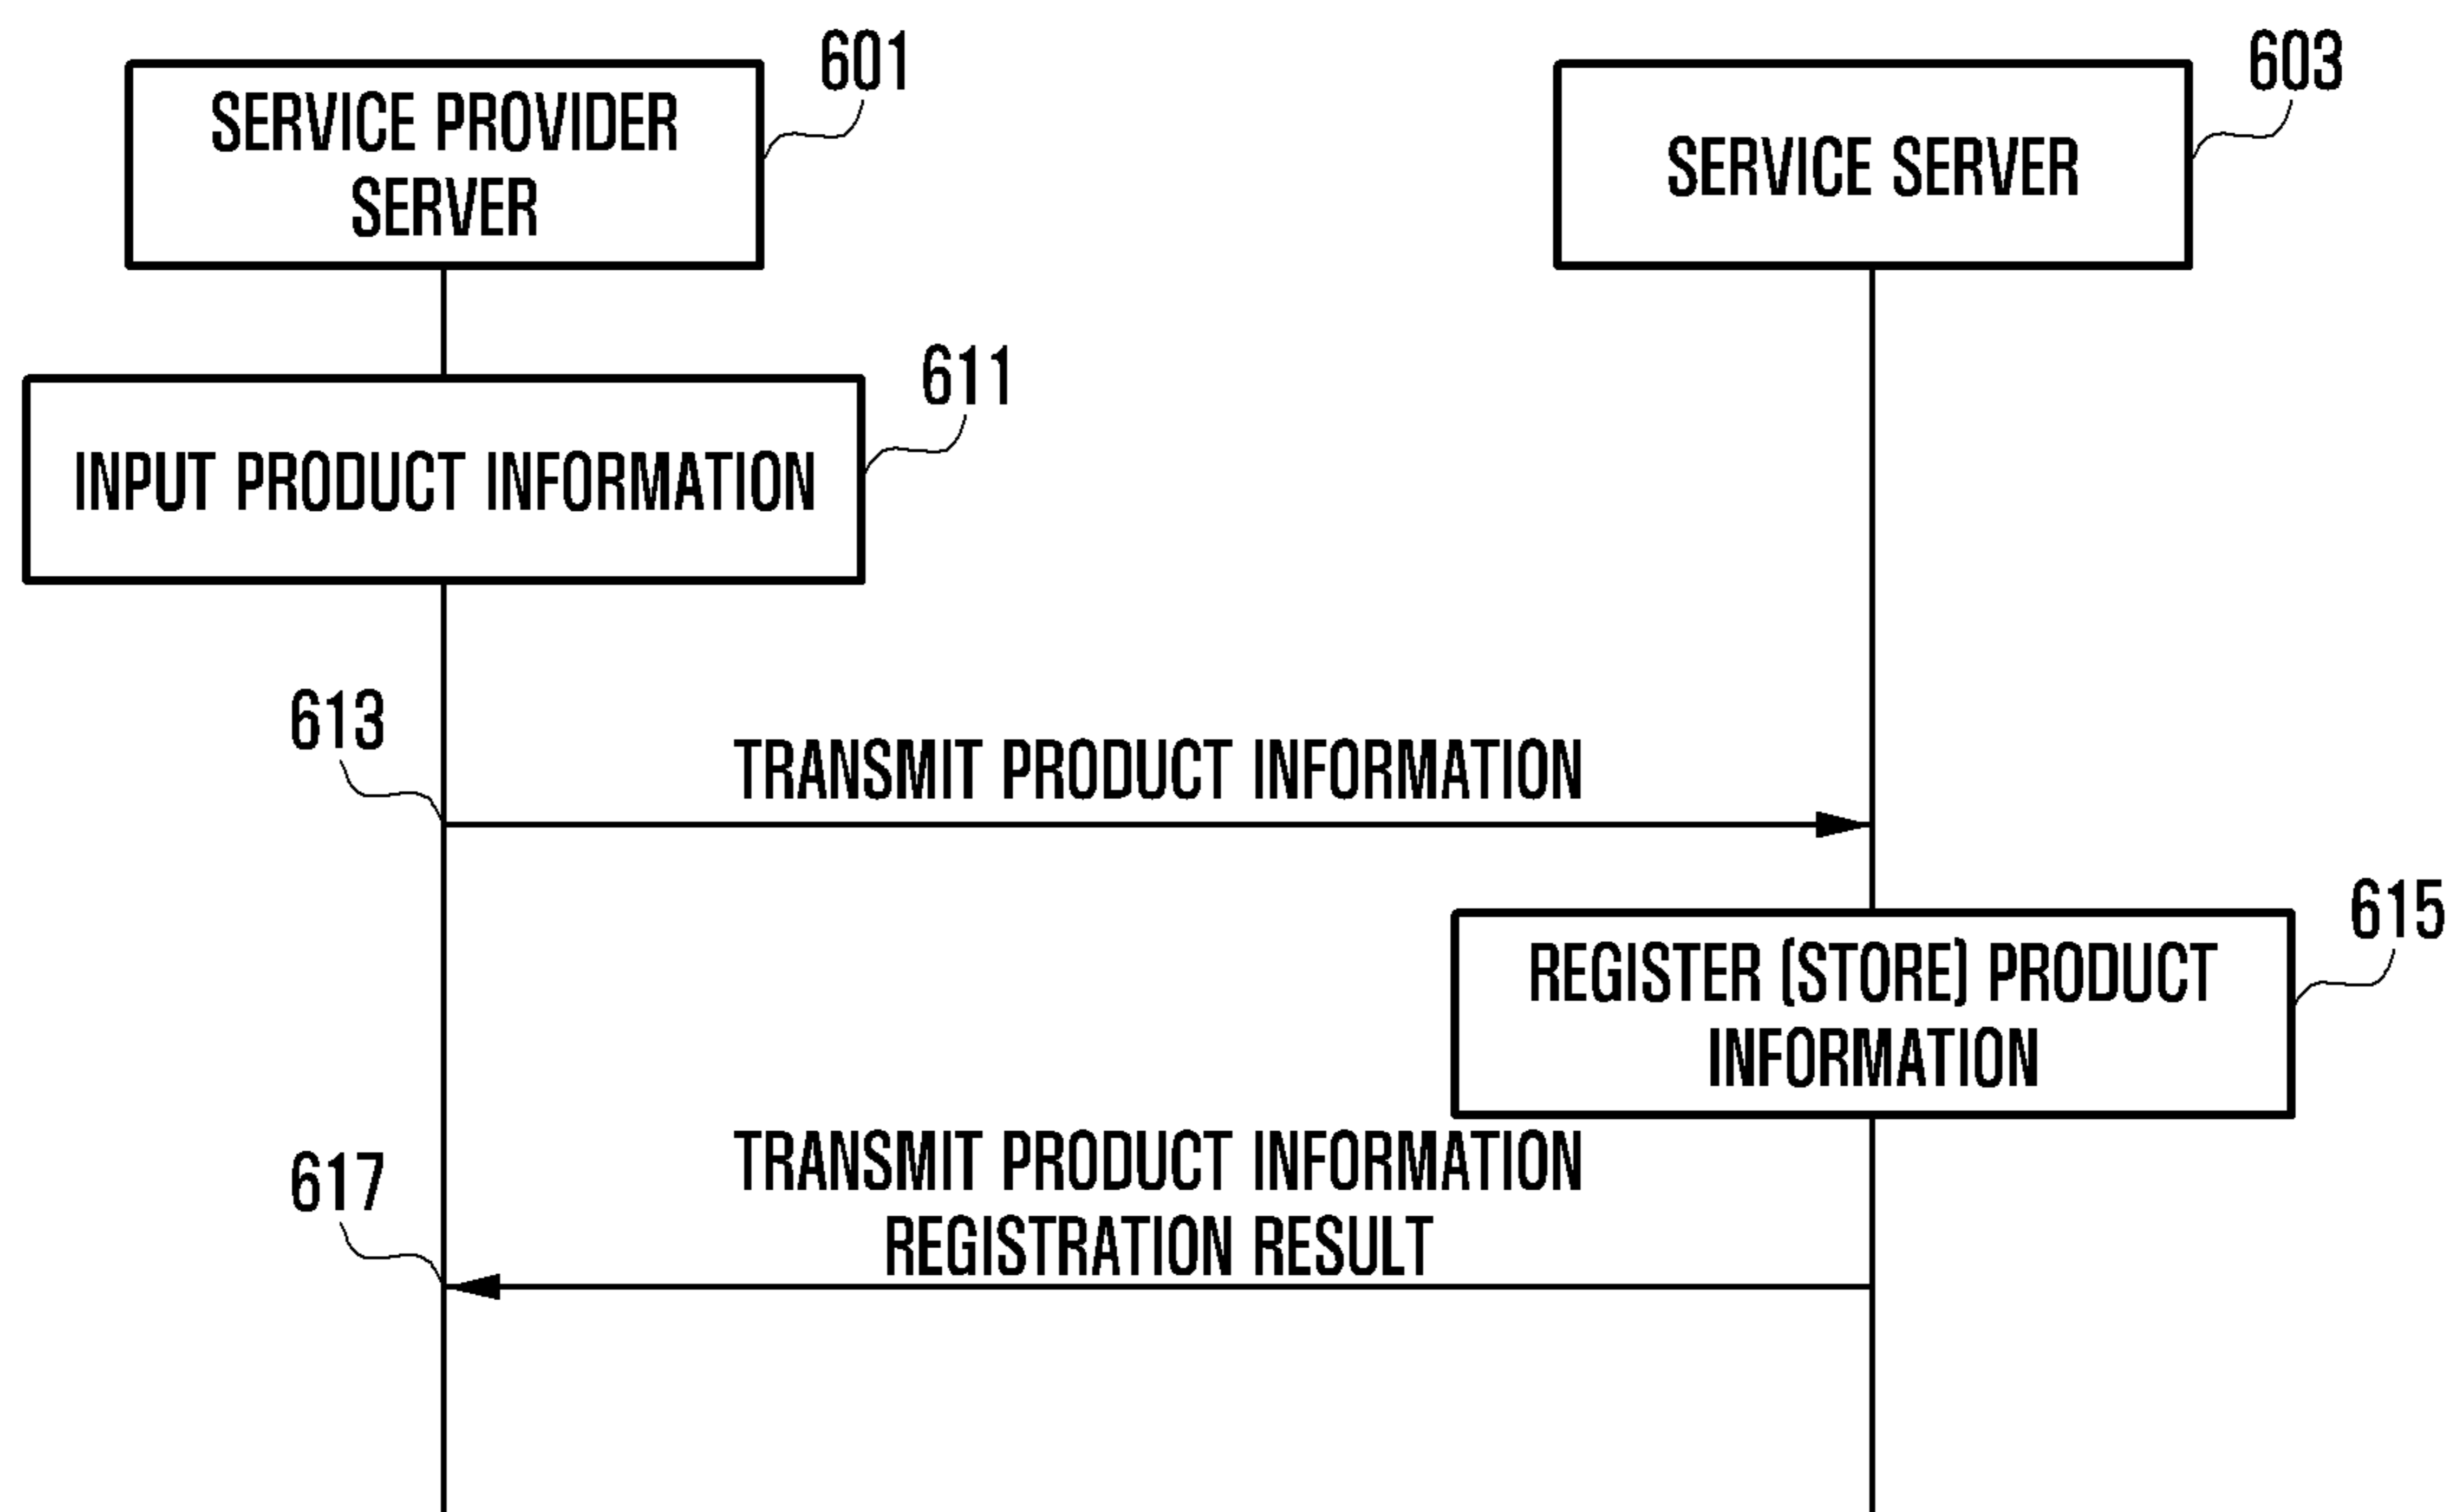 601
603
SERVICE PROVIDER
SERVER
SERVICE SERVER
611
INPUT PRODUCT INFORMATION
613
TRANSMIT PRODUCT INFORMATION
615
REGISTER (STORE) PRODUCT
INFORMATION
617
TRANSMIT PRODUCT INFORMATION
REGISTRATION RESULT